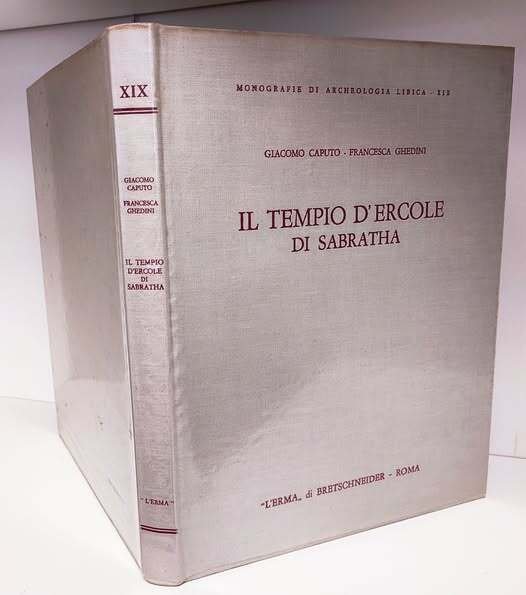 XIX
GIACOMO
CAPUTO
FRANCESCA
GHEDINI
IL TEMPIO
D'ERCOLE
DI
SABRATHA
"L'ERMA"
MONOGRAFIE DI ARCHEOLOGIA LIBICA - XIX
GIACOMO CAPUTO - FRANCESCA GHEDINI
IL TEMPIO D'ERCOLE
DI SABRATHA
"L'ERMA„ di BRETSCHNEIDER - ROMA